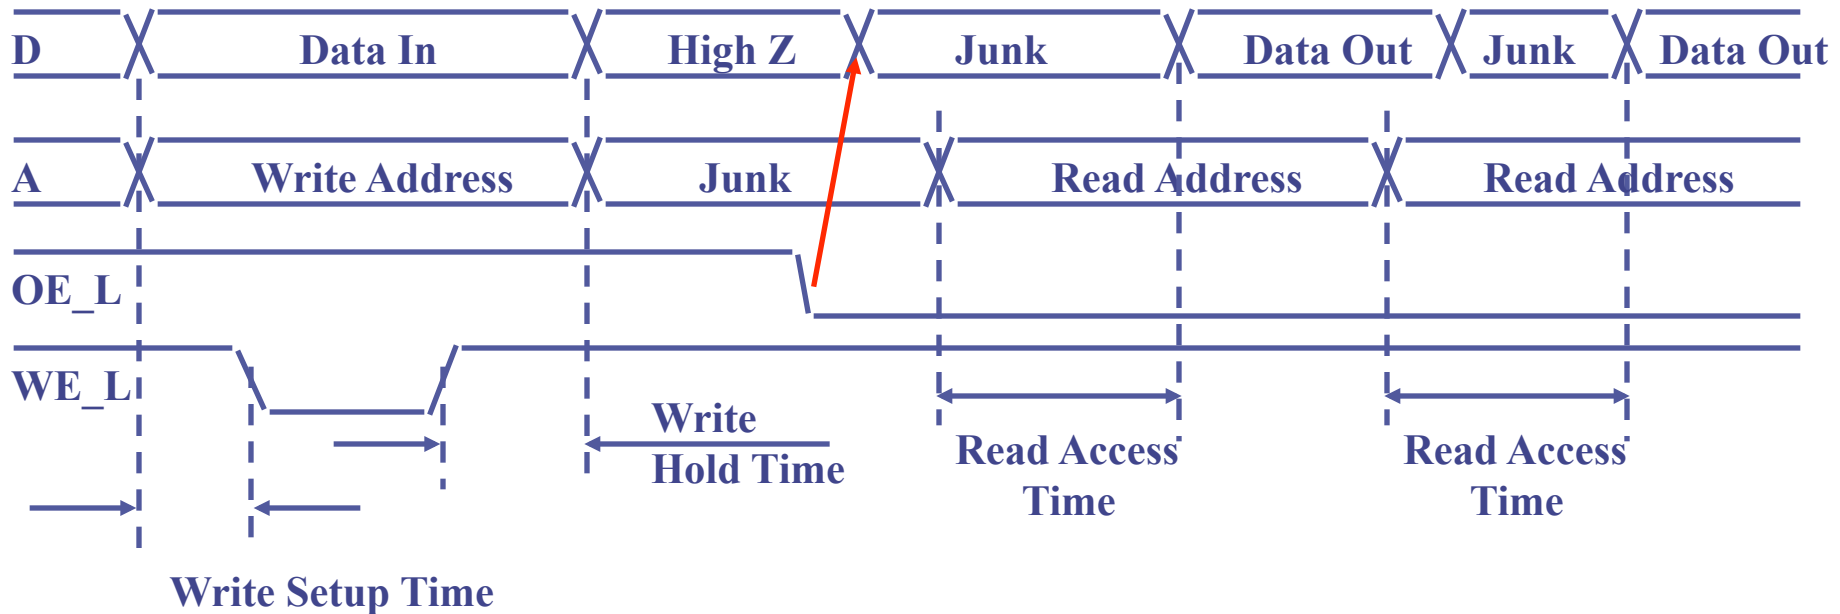 D Data In High Z Junk Data Out Junk Data Out
A Write Address Junk Read Address Read Address
OE_L
WE_L
Write
Hold Time
Read Access
Time
Read Access
Time
Write Setup Time